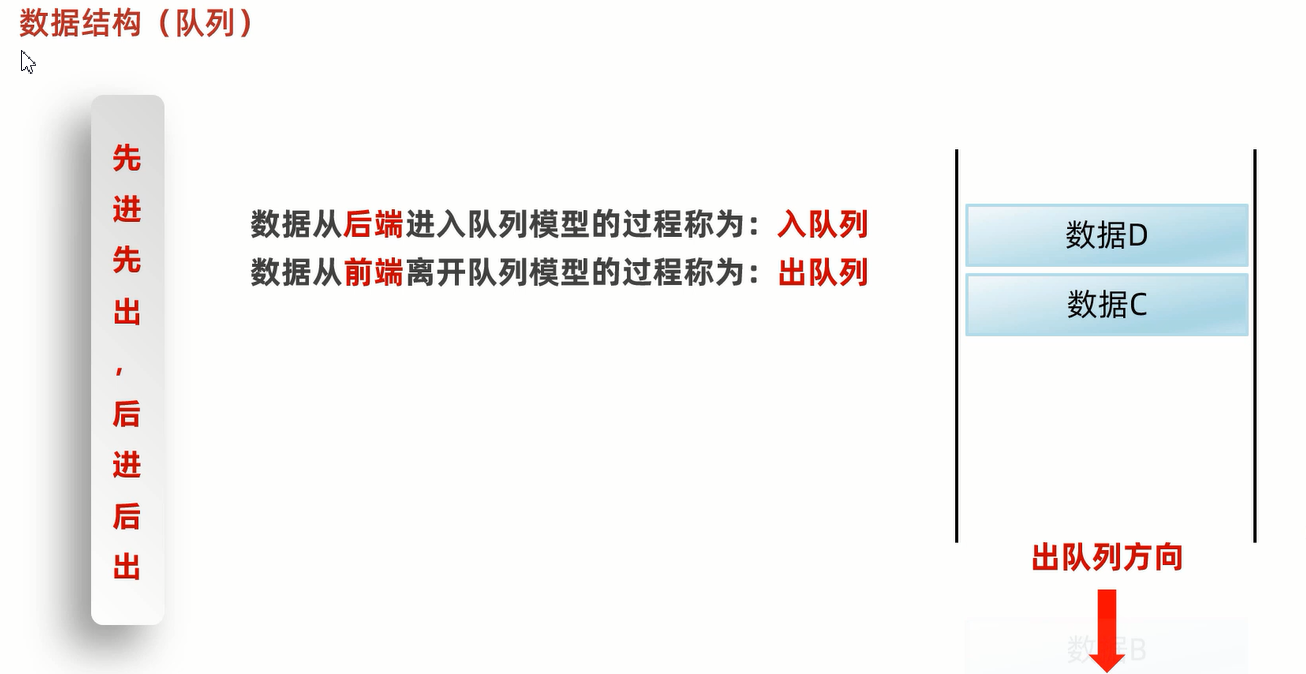 数据结构（队列）
先进先出，后进后出
数据从后端进入队列模型的过程称为：入队列
数据从前端离开队列模型的过程称为：出队列
数据D
数据C
出队列方向
数据B